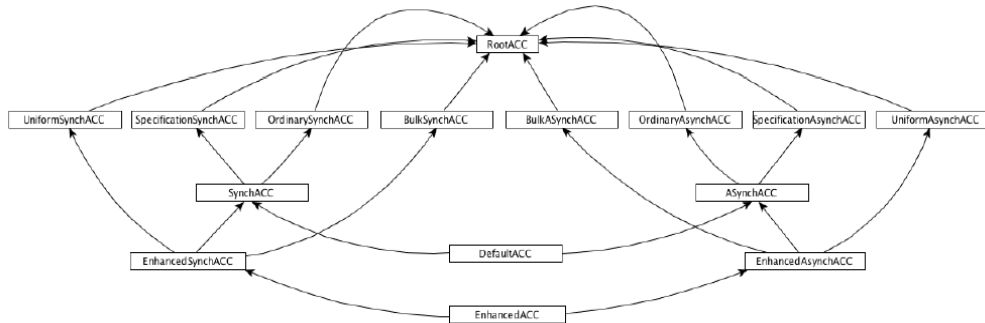 RootACC
UniformSynchACC
SpecificationSynchACC
OrdinarySynchACC
BulkSynchACC
BulkASynchACC
OrdinaryAsynchACC
SpecificationAsynchACC
UniformAsynchACC
SynchACC
ASynchACC
EnhancedSynchACC
DefaultACC
EnhancedAsynchACC
EnhancedACC